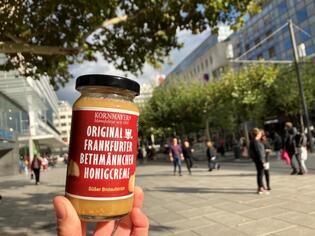 KORNMAYER
ORIGINAL
FRANKFURTER
BETHMÄNNCHEN
HONIGCREME
Süßer Brotaufstrich